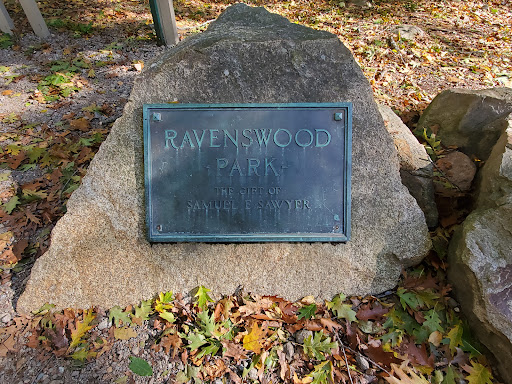 RAVENSWOOD
PARK
THE GIFT OF
SAMUEL E SAWYER